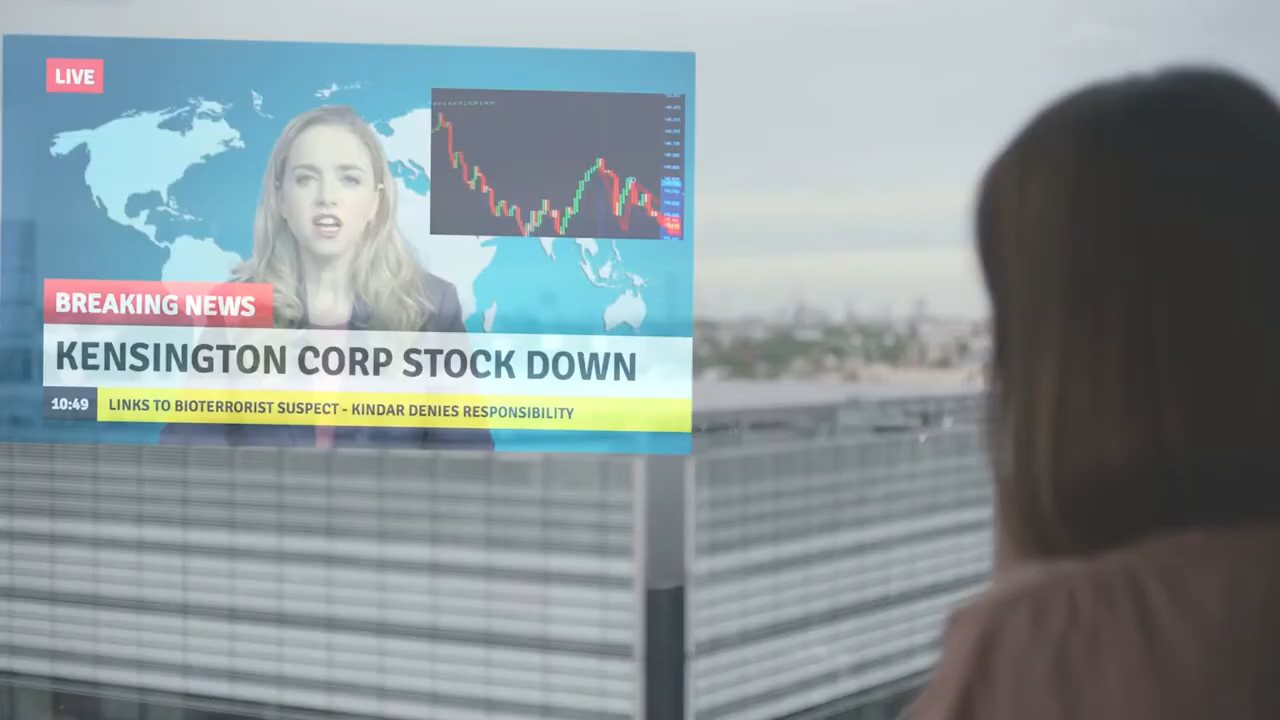 LIVE
BREAKING NEWS
KENSINGTON CORP STOCK DOWN
10:49 LINKS TO BIOTERRORIST SUSPECT - KINDAR DENIES RESPONSIBILITY